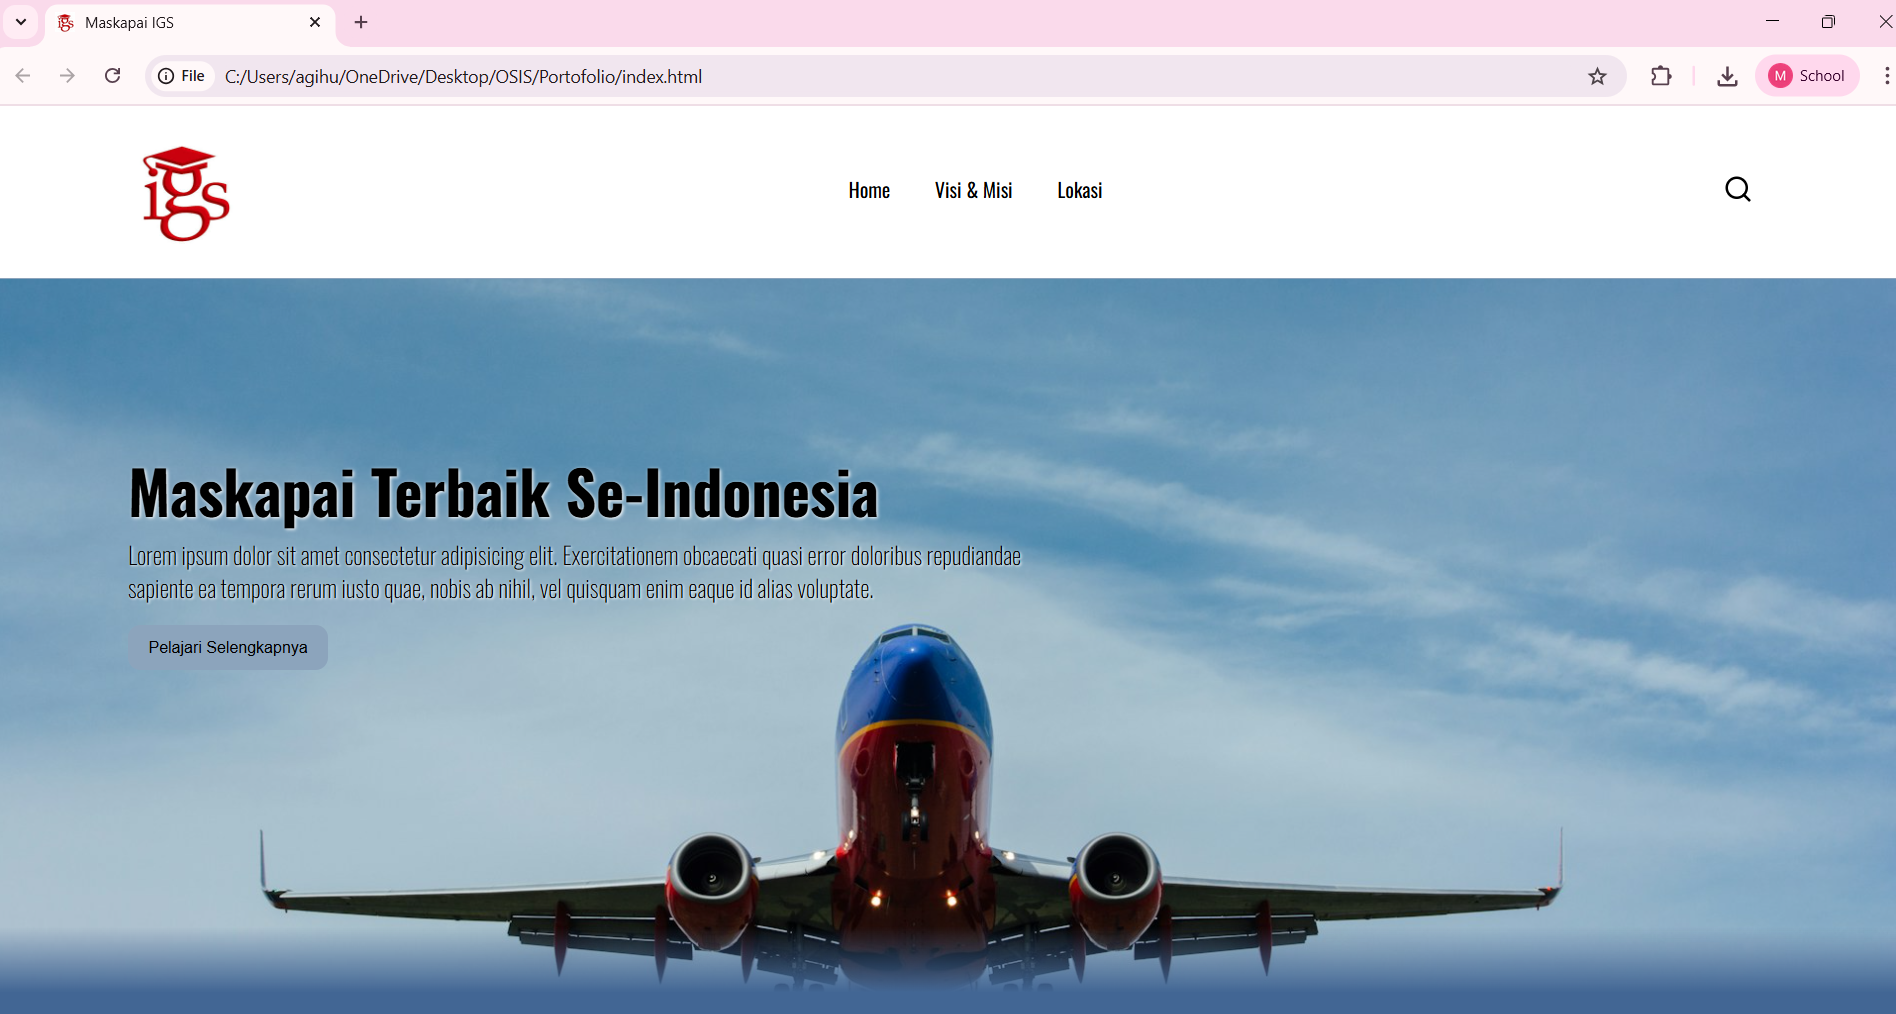 Maskapai IGS
File
C:/Users/agihu/OneDrive/Desktop/OSIS/Portofolio/index.html
M School
igs
Home Visi & Misi Lokasi
Maskapai Terbaik Se-Indonesia
Lorem ipsum dolor sit amet consectetur adipisicing elit. Exercitationem obcaecati quasi error doloribus repudiandae
sapiente ea tempora rerum iusto quae, nobis ab nihil, vel quisquam enim eaque id alias voluptate.
Pelajari Selengkapnya